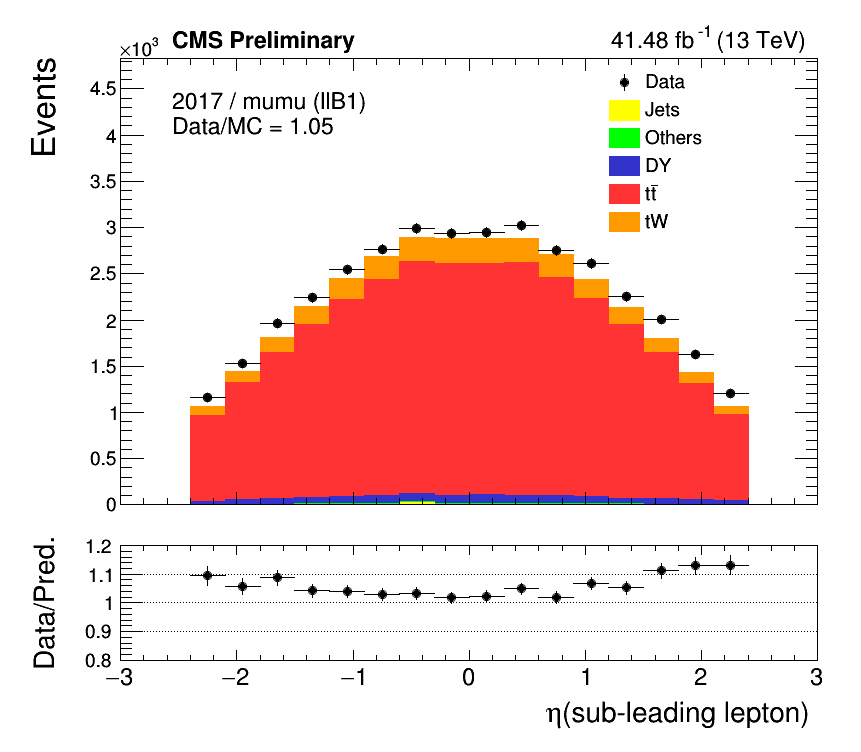 ×10³ CMS Preliminary 41.48 fb⁻¹ (13 TeV)
Events
2017 / mumu (llB1)
Data/MC = 1.05
Data
Jets
Others
DY
tt̄
tW
4.5
4
3.5
3
2.5
2
1.5
1
0.5
0
Data/Pred.
1.2
1.1
1
0.9
0.8
−3 −2 −1 0 1 2 3
η(sub-leading lepton)